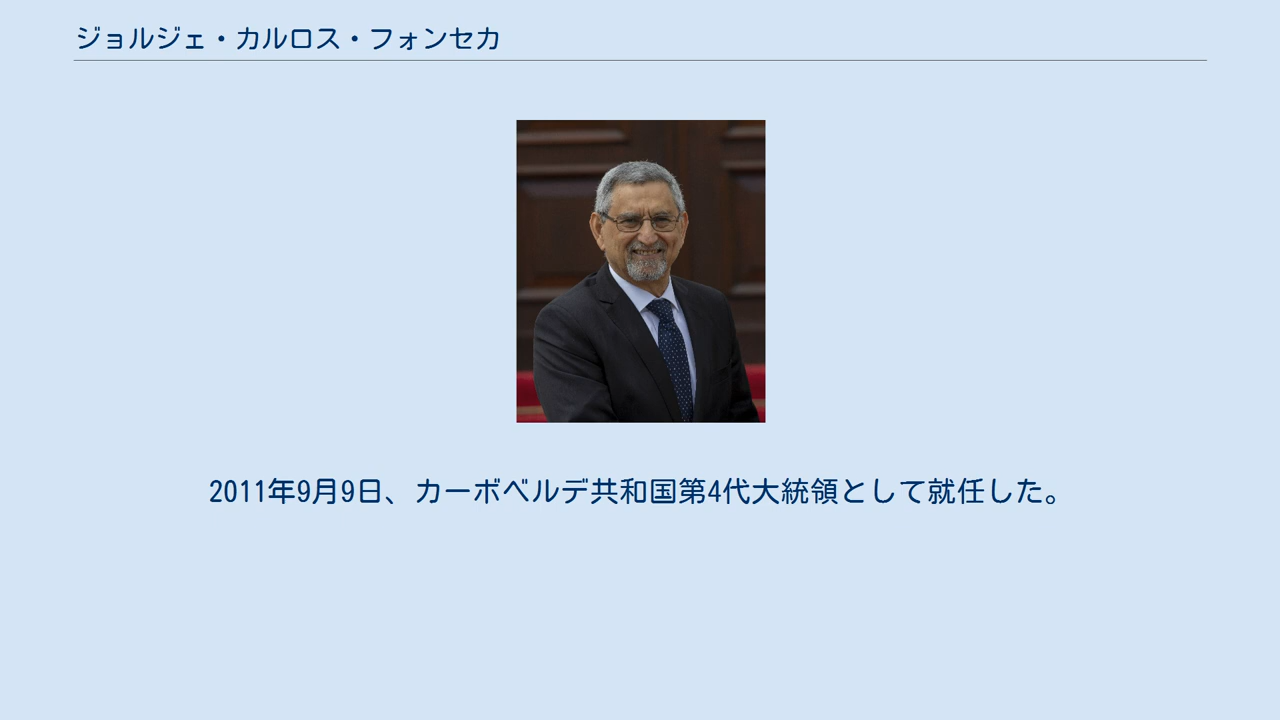 ジョルジェ・カルロス・フォンセカ
2011年9月9日、カーボベルデ共和国第4代大統領として就任した。